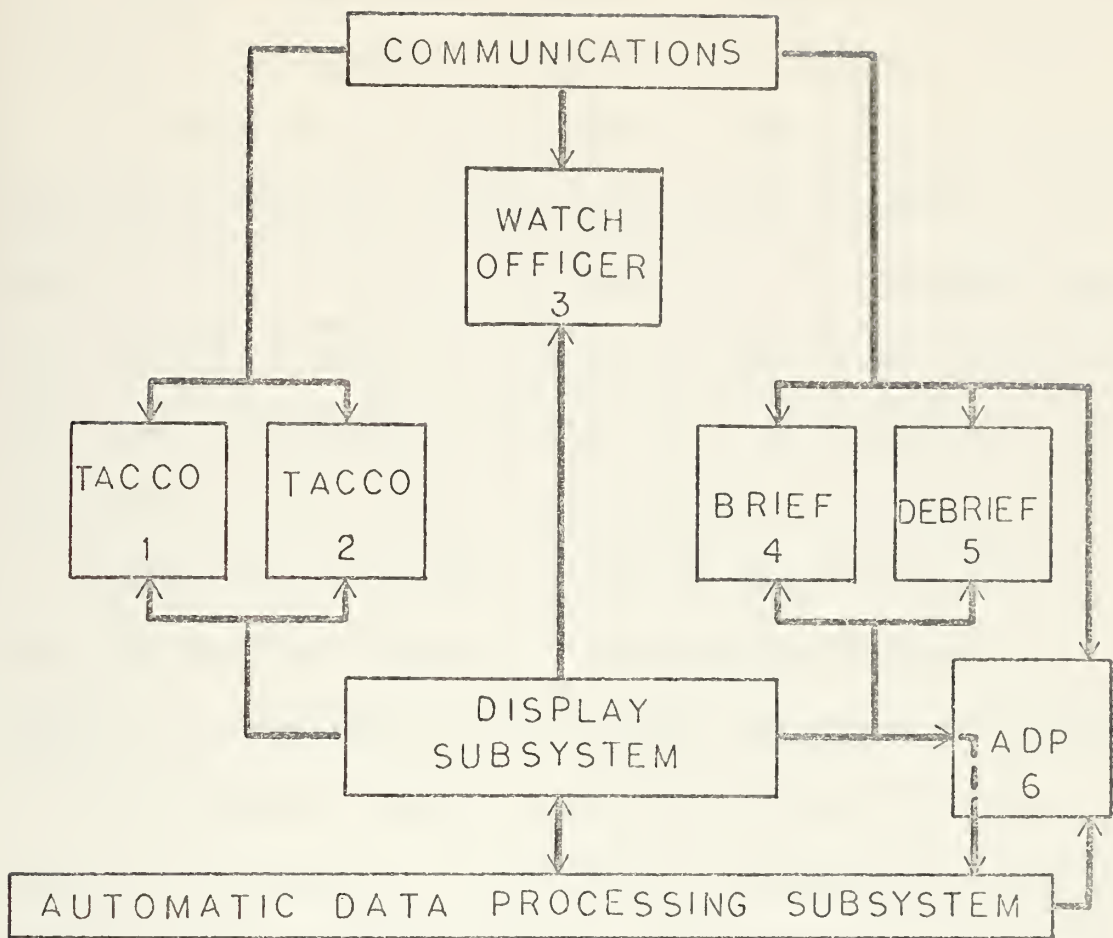 COMMUNICATIONS
WATCH
OFFICER
3
TACCO
1
TACCO
2
BRIEF
4
DEBRIEF
5
DISPLAY
SUBSYSTEM
ADP
6
AUTOMATIC DATA PROCESSING SUBSYSTEM